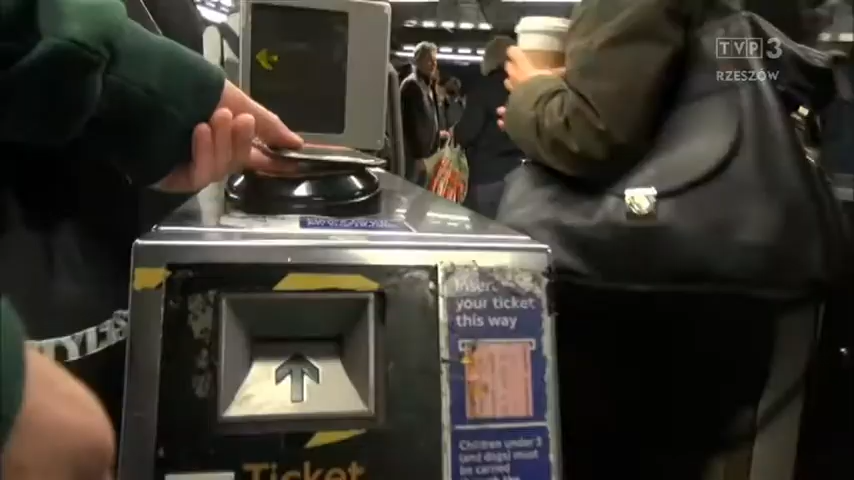 TVP3
RZESZÓW
Insert
your ticket
this way
Children under 5
(and dogs) must
be carried
Ticket